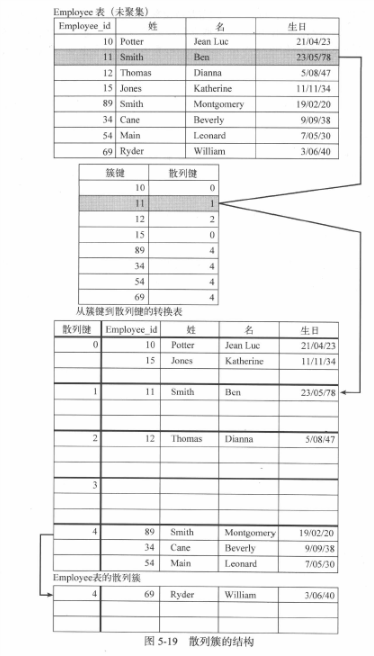 Employee 表（未聚集）
Employee_id 姓 名 生日
10 Potter Jean Luc 21/04/23
11 Smith Ben 23/05/78
12 Thomas Dianna 5/08/47
15 Jones Katherine 11/11/34
89 Smith Montgomery 19/02/20
34 Cane Beverly 9/09/38
54 Main Leonard 7/05/30
69 Ryder William 3/06/40
簇键 散列键
10 0
11 1
12 2
15 0
89 4
34 4
54 4
69 4
从簇键到散列键的转换表
散列键 Employee_id 姓 名 生日
0 10 Potter Jean Luc 21/04/23
15 Jones Katherine 11/11/34
1 11 Smith Ben 23/05/78
2 12 Thomas Dianna 5/08/47
3
4 89 Smith Montgomery 19/02/20
34 Cane Beverly 9/09/38
54 Main Leonard 7/05/30
Employee表的散列簇
4 69 Ryder William 3/06/40
图 5-19 散列簇的结构